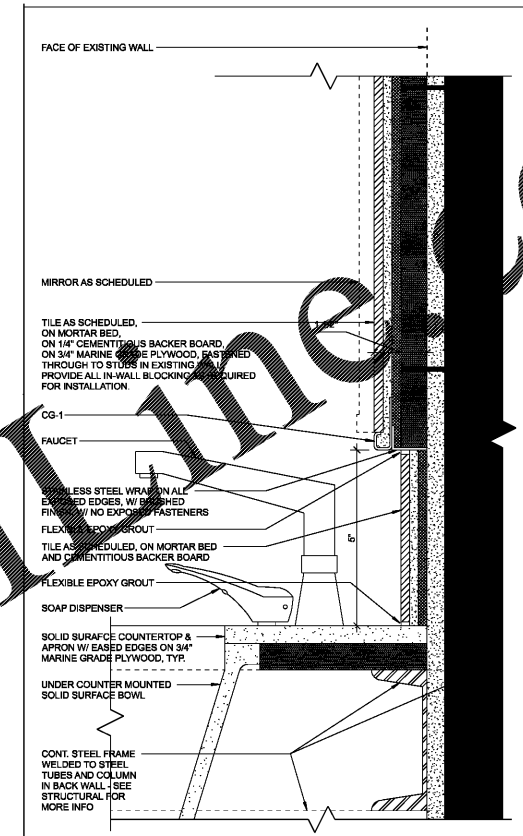 FACE OF EXISTING WALL
MIRROR AS SCHEDULED
TILE AS SCHEDULED,
ON MORTAR BED,
ON 1/4" CEMENTITIOUS BACKER BOARD,
ON 3/4" MARINE GRADE PLYWOOD, FASTENED
THROUGH TO STUDS IN EXISTING WALL
PROVIDE ALL IN-WALL BLOCKING AS REQUIRED
FOR INSTALLATION.
CG-1
FAUCET
STAINLESS STEEL WRAP ON ALL
EXPOSED EDGES, W/ BRUSHED
FINISH, W/ NO EXPOSED FASTENERS
FLEXIBLE EPOXY GROUT
5"
TILE AS SCHEDULED, ON MORTAR BED
AND CEMENTITIOUS BACKER BOARD
FLEXIBLE EPOXY GROUT
SOAP DISPENSER
SOLID SURAFCE COUNTERTOP &
APRON W/ EASED EDGES ON 3/4"
MARINE GRADE PLYWOOD, TYP.
UNDER COUNTER MOUNTED
SOLID SURFACE BOWL
CONT. STEEL FRAME
WELDED TO STEEL
TUBES AND COLUMN
IN BACK WALL - SEE
STRUCTURAL FOR
MORE INFO
Line